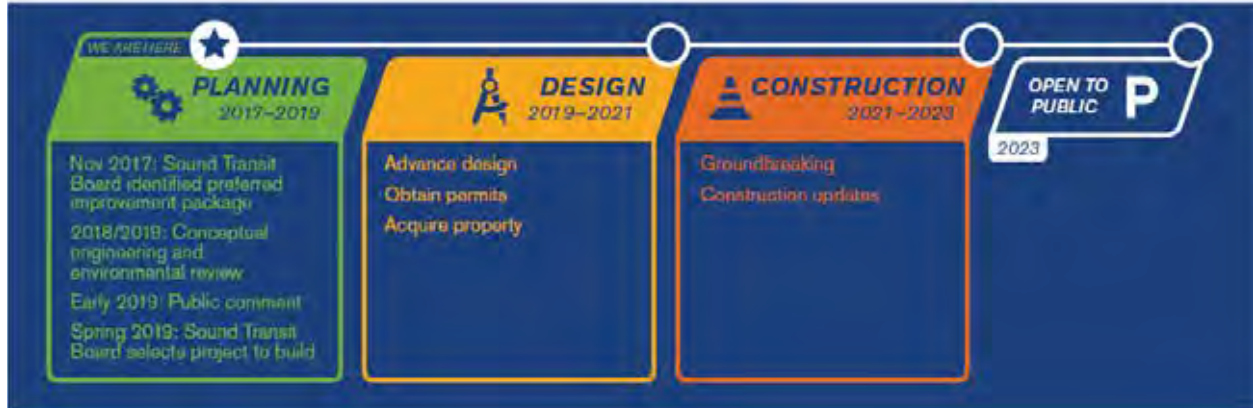 WE ARE HERE
PLANNING
2017–2019
Nov 2017: Sound Transit
Board identified preferred
improvement package
2018/2019: Conceptual
engineering and
environmental review
Early 2019: Public comment
Spring 2019: Sound Transit
Board selects project to build
DESIGN
2019–2021
Advance design
Obtain permits
Acquire property
CONSTRUCTION
2021–2023
Groundbreaking
Construction updates
OPEN TO
PUBLIC
P
2023